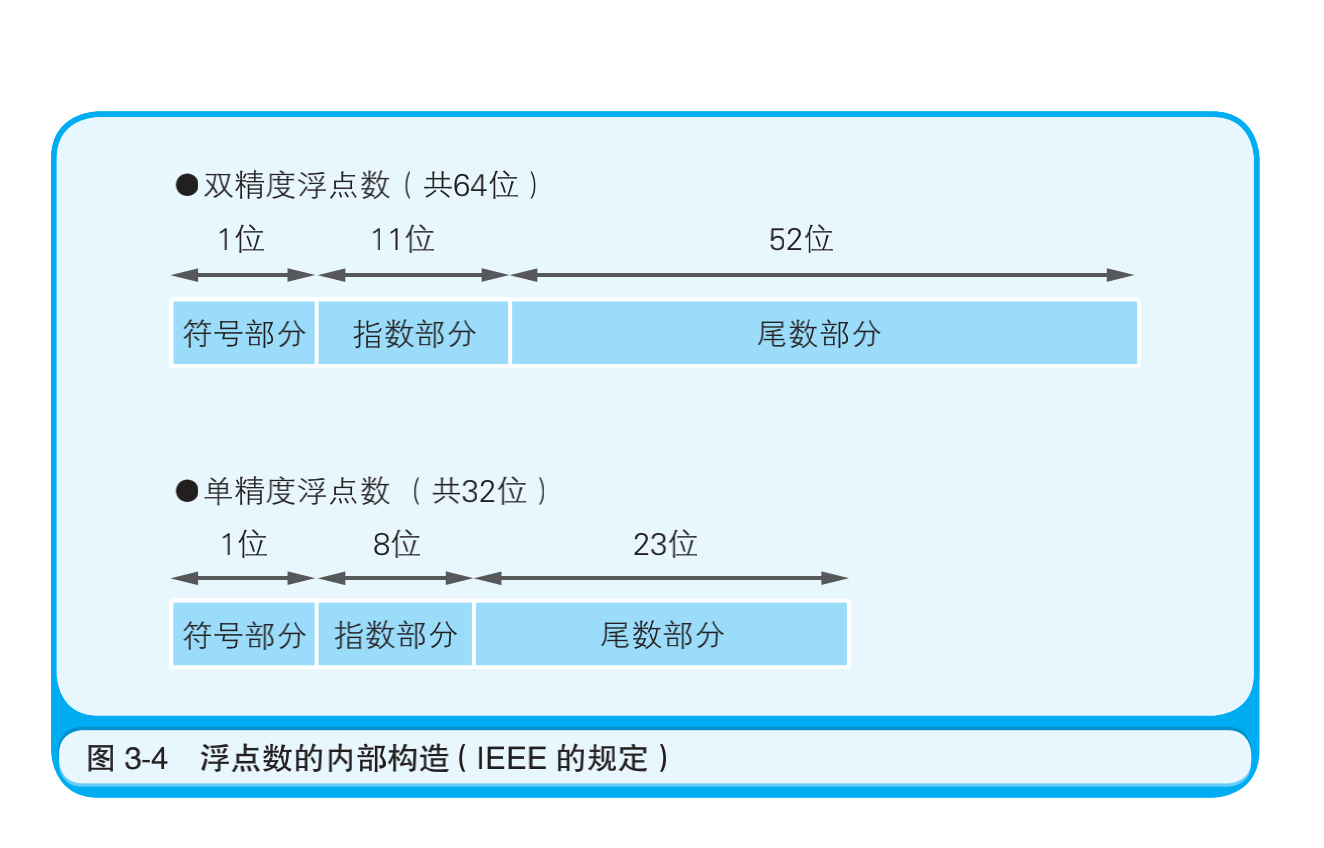 ●双精度浮点数（共64位）
1位 11位 52位
符号部分 指数部分 尾数部分
●单精度浮点数 （共32位）
1位 8位 23位
符号部分 指数部分 尾数部分
图 3-4 浮点数的内部构造（IEEE 的规定）